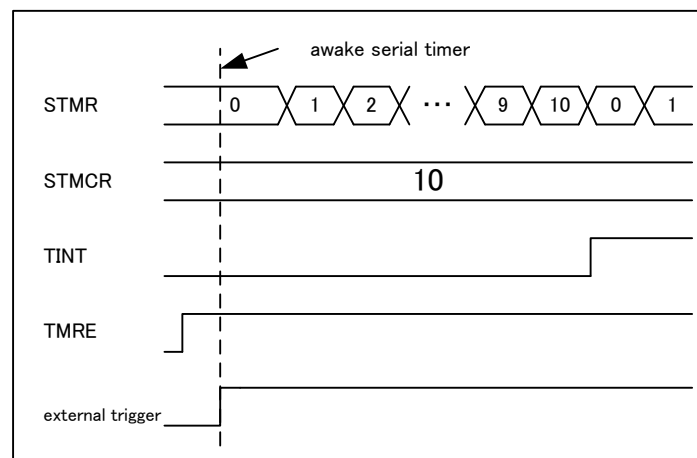 awake serial timer
STMR 0 1 2 ··· 9 10 0 1
STMCR 10
TINT
TMRE
external trigger